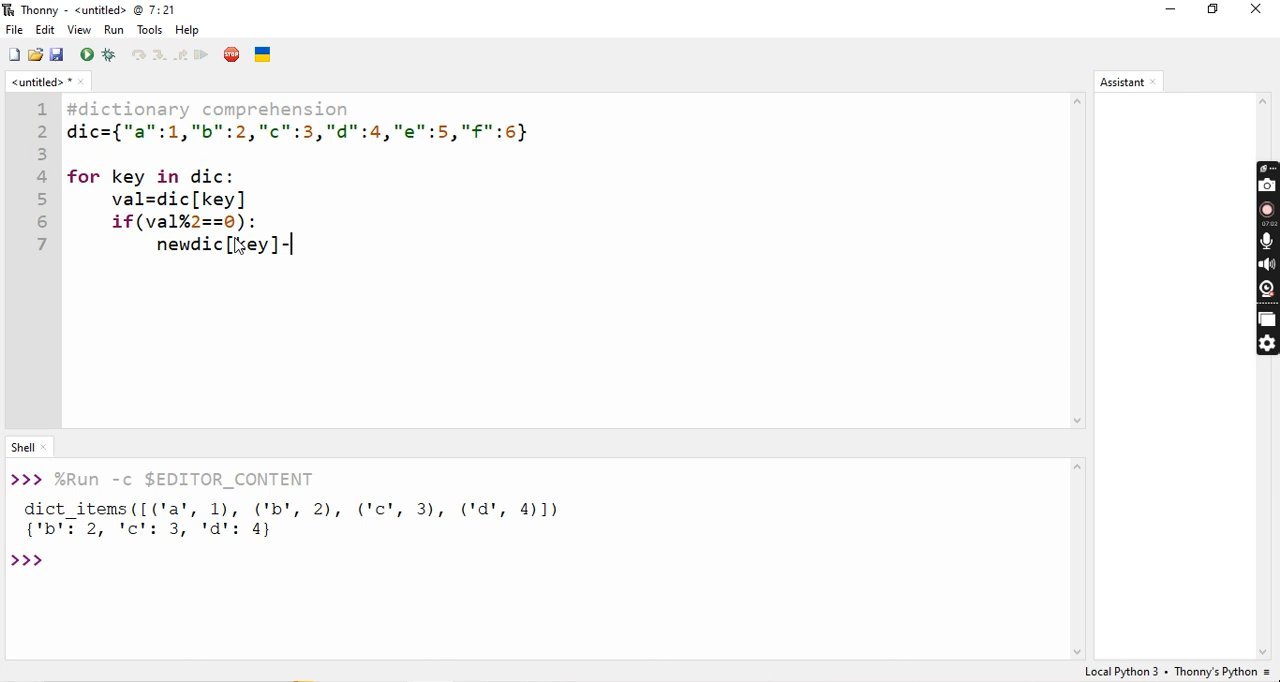 Thonny - <untitled> @ 7:21
File Edit View Run Tools Help
STOP
<untitled> *
Assistant
1 #dictionary comprehension
2 dic={"a":1,"b":2,"c":3,"d":4,"e":5,"f":6}
3
4 for key in dic:
5 val=dic[key]
6 if(val%2==0):
7 newdic[key]-
07:02
Shell
>>> %Run -c $EDITOR_CONTENT
dict_items([('a', 1), ('b', 2), ('c', 3), ('d', 4)])
{'b': 2, 'c': 3, 'd': 4}
>>>
Local Python 3 • Thonny's Python ≡